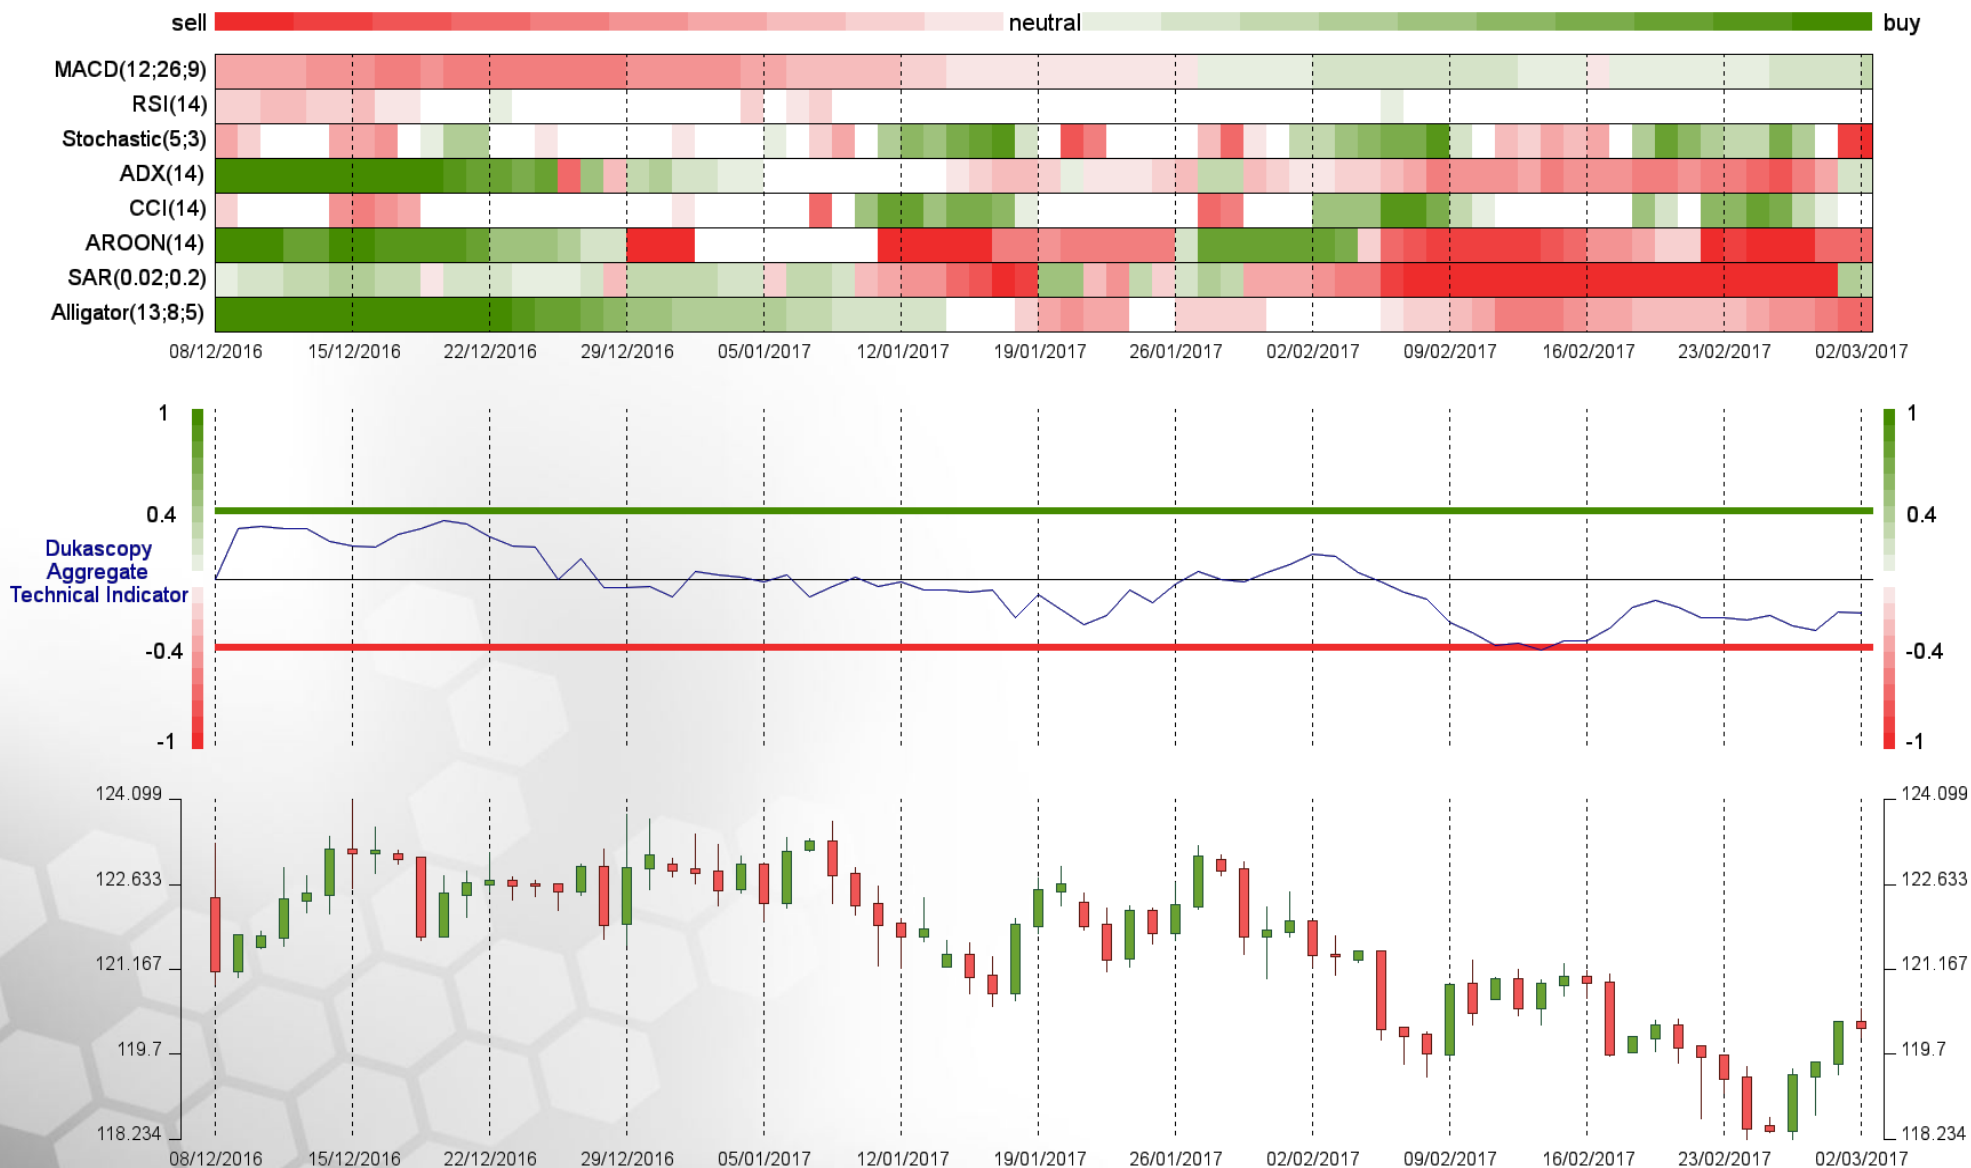 sell neutral buy
MACD(12;26;9)
RSI(14)
Stochastic(5;3)
ADX(14)
CCI(14)
AROON(14)
SAR(0.02;0.2)
Alligator(13;8;5)
08/12/2016 15/12/2016 22/12/2016 29/12/2016 05/01/2017 12/01/2017 19/01/2017 26/01/2017 02/02/2017 09/02/2017 16/02/2017 23/02/2017 02/03/2017
1 1
0.4 0.4
Dukascopy
Aggregate
Technical Indicator
-0.4 -0.4
-1 -1
124.099 124.099
122.633 122.633
121.167 121.167
119.7 119.7
118.234 118.234
08/12/2016 15/12/2016 22/12/2016 29/12/2016 05/01/2017 12/01/2017 19/01/2017 26/01/2017 02/02/2017 09/02/2017 16/02/2017 23/02/2017 02/03/2017